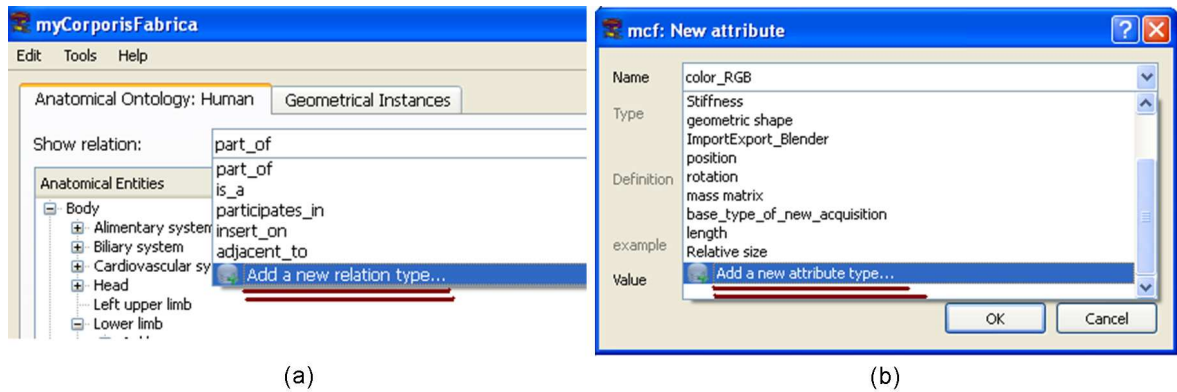 myCorporisFabrica
Edit Tools Help
Anatomical Ontology: Human Geometrical Instances
Show relation: part_of
part_of
is_a
participates_in
insert_on
adjacent_to
Add a new relation type...
Anatomical Entities
Body
Alimentary system
Biliary system
Cardiovascular sy
Head
Left upper limb
Lower limb
(a)
mcf: New attribute
Name color_RGB
Type
Definition
example
Value
Stiffness
geometric shape
ImportExport_Blender
position
rotation
mass matrix
base_type_of_new_acquisition
length
Relative size
Add a new attribute type...
OK Cancel
(b)